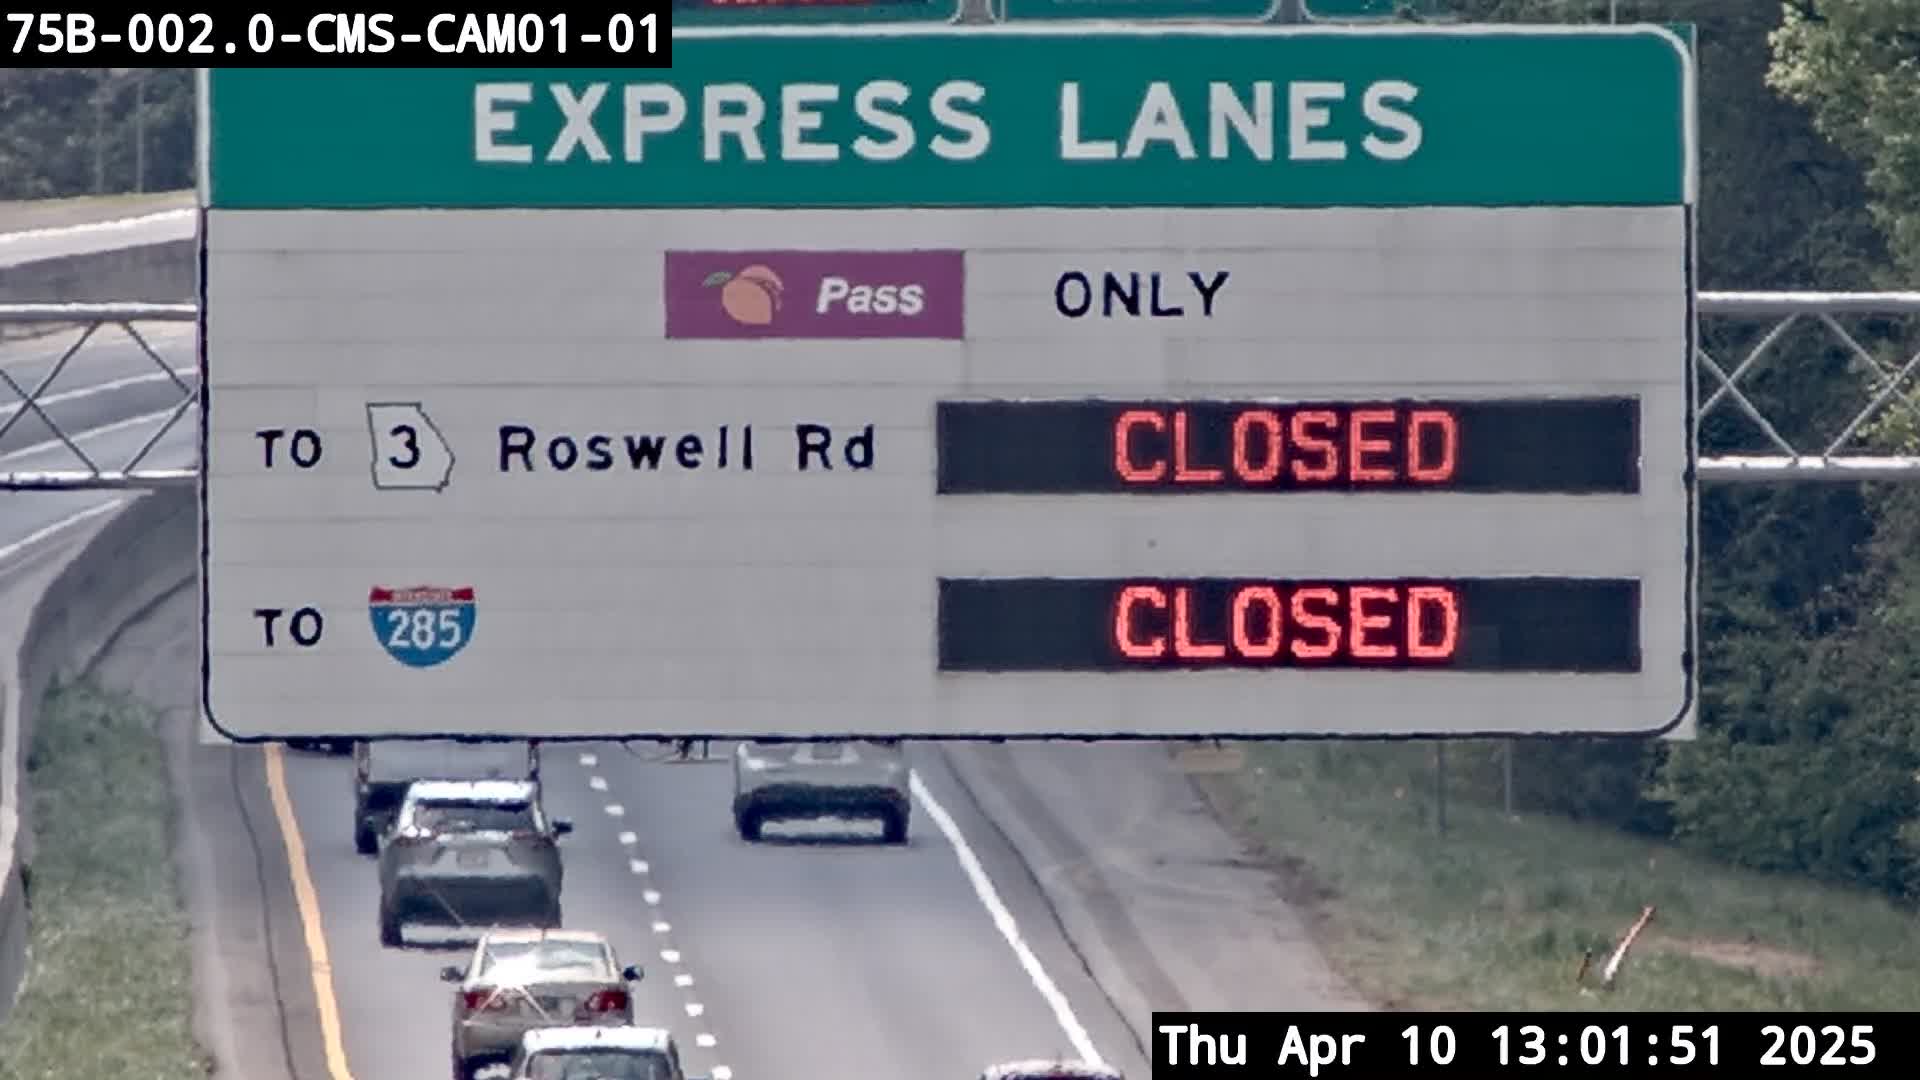 75B-002.0-CMS-CAM01-01
EXPRESS LANES
Pass ONLY
TO 3 Roswell Rd CLOSED
TO 285 CLOSED
Thu Apr 10 13:01:51 2025